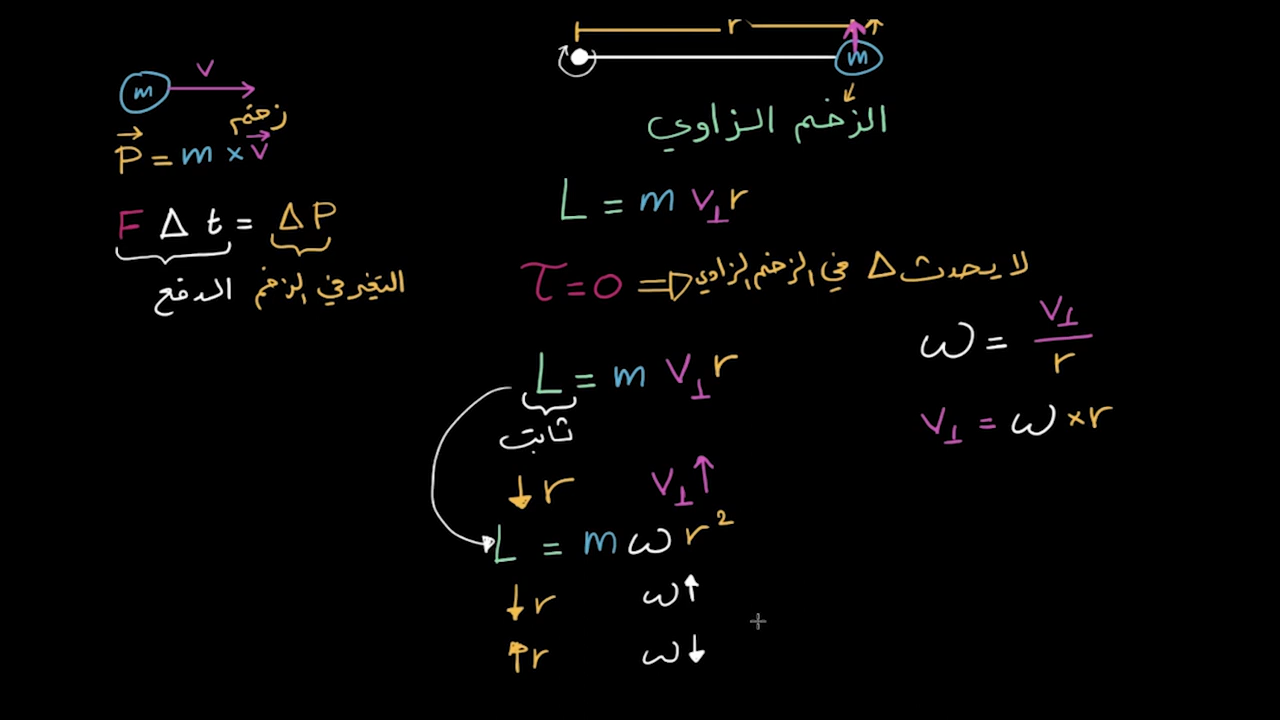 v
m
زخم
P = m × v
F Δ t = Δ P
الدفع
التغير في الزخم
r
m
الزخم الزاوي
L = m v⊥ r
τ = 0 ⇒ لا يحدث Δ في الزخم الزاوي
L = m v⊥ r
ثابت
↓ r v⊥ ↑
L = m ω r²
↓ r ω ↑
↑ r ω ↓
ω = v⊥ / r
v⊥ = ω × r